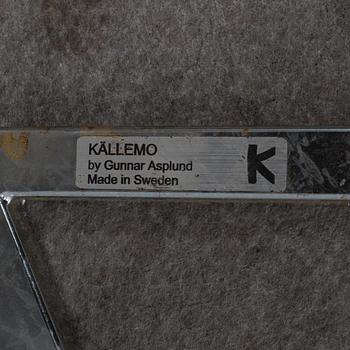 KÄLLEMO
by Gunnar Asplund
Made in Sweden
K